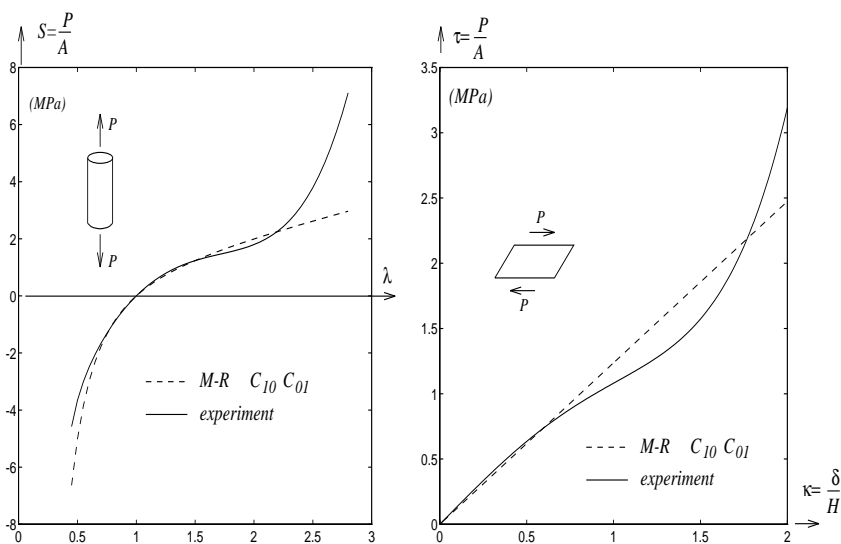 S=P/A
8
6
4
2
0
-2
-4
-6
-8
(MPa)
P
P
λ
M-R C10 C01
experiment
0 0.5 1 1.5 2 2.5 3
τ=P/A
3.5
3
2.5
2
1.5
1
0.5
0
(MPa)
P
P
M-R C10 C01
experiment
κ=δ/H
0 0.5 1 1.5 2